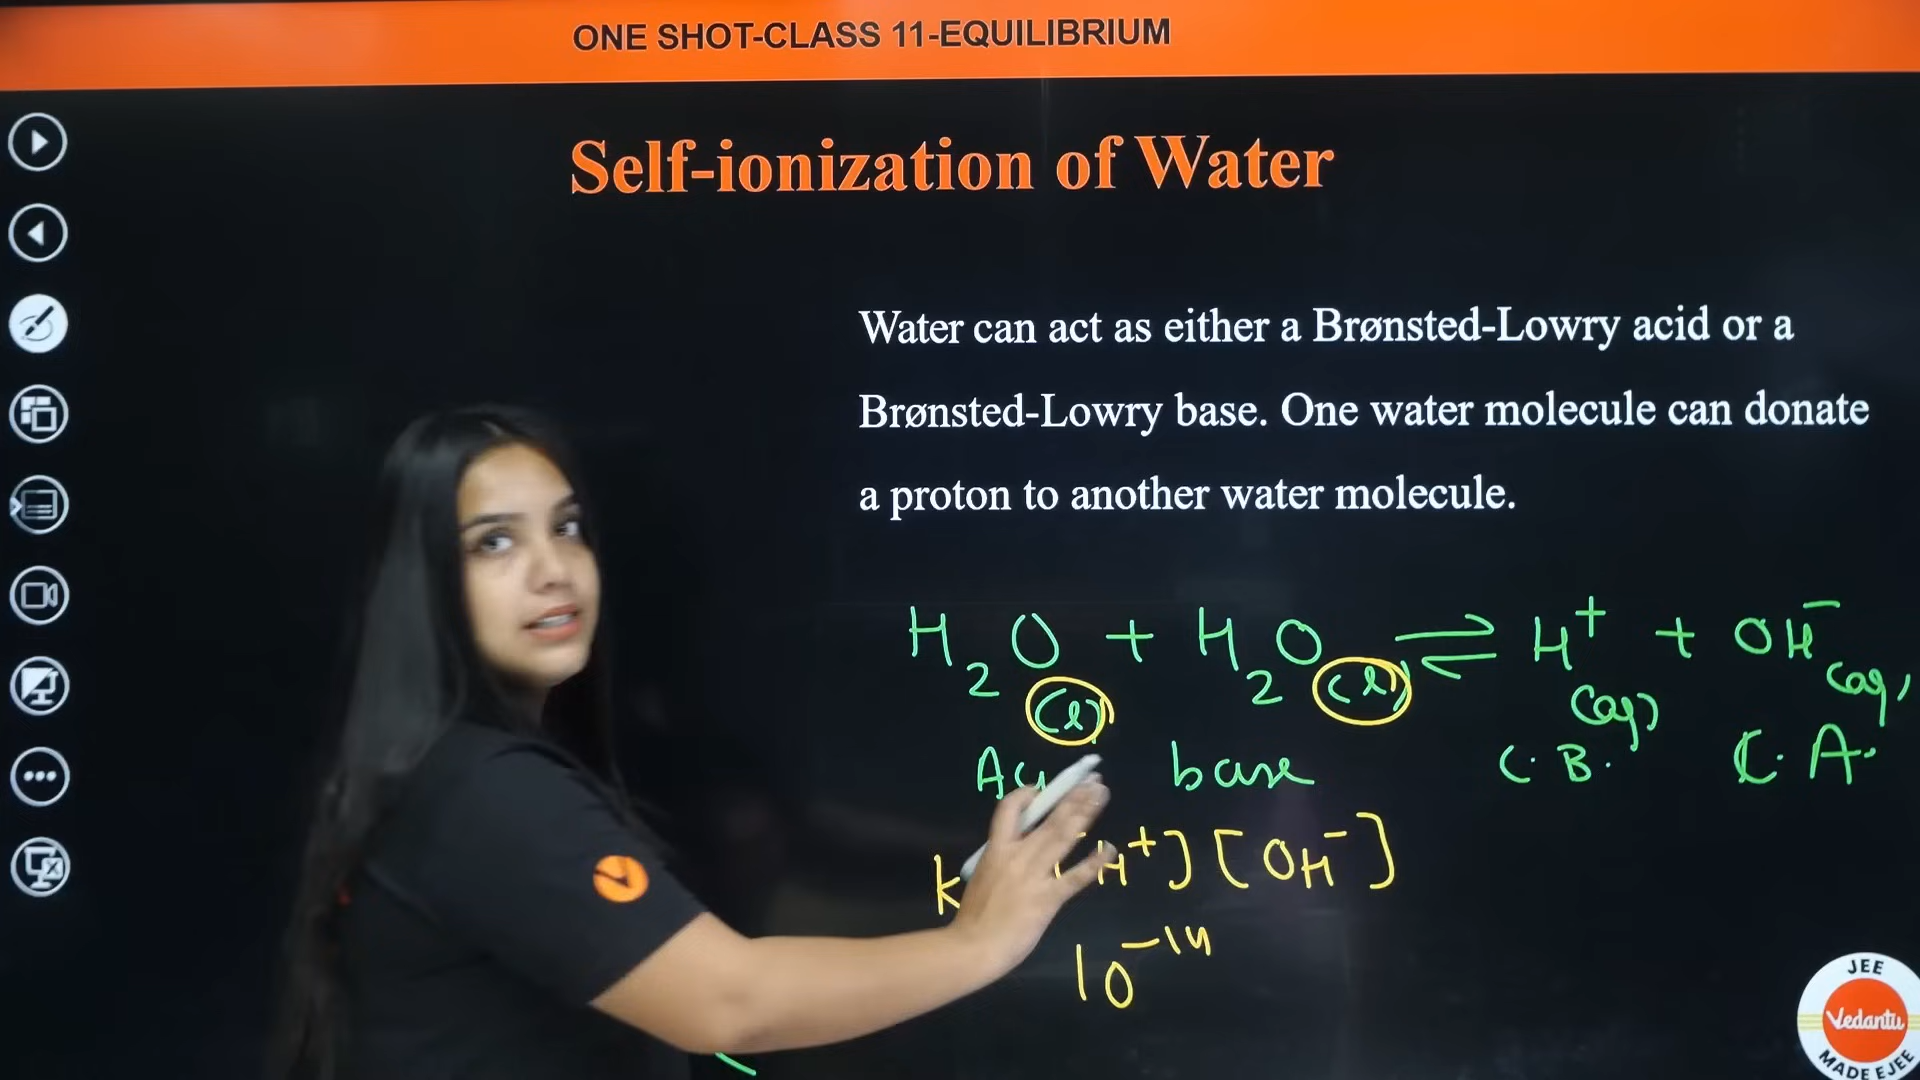 ONE SHOT-CLASS 11-EQUILIBRIUM
Self-ionization of Water
Water can act as either a Brønsted-Lowry acid or a
Brønsted-Lowry base. One water molecule can donate
a proton to another water molecule.
H₂O(l) + H₂O(l) ⇌ H⁺(aq) + OH⁻(aq)
base C.B. C.A.
H⁺] [OH⁻]
10⁻¹⁴
JEE
Vedantu
MADE EJEE